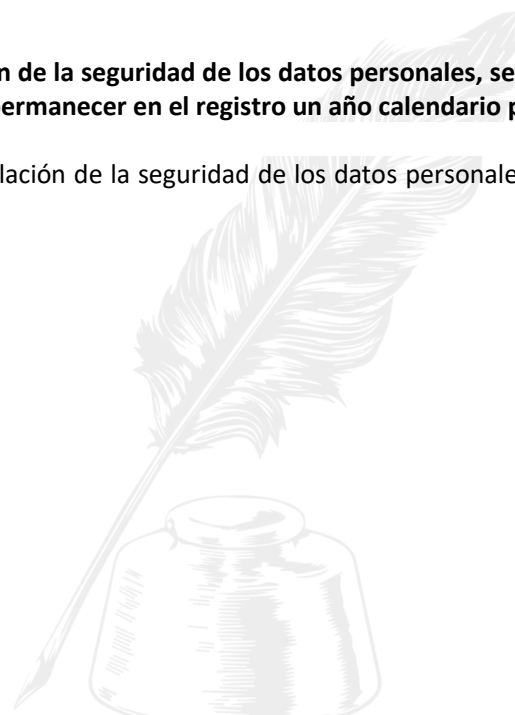 n de la seguridad de los datos personales, se
permanecer en el registro un año calendario p
lación de la seguridad de los datos personale